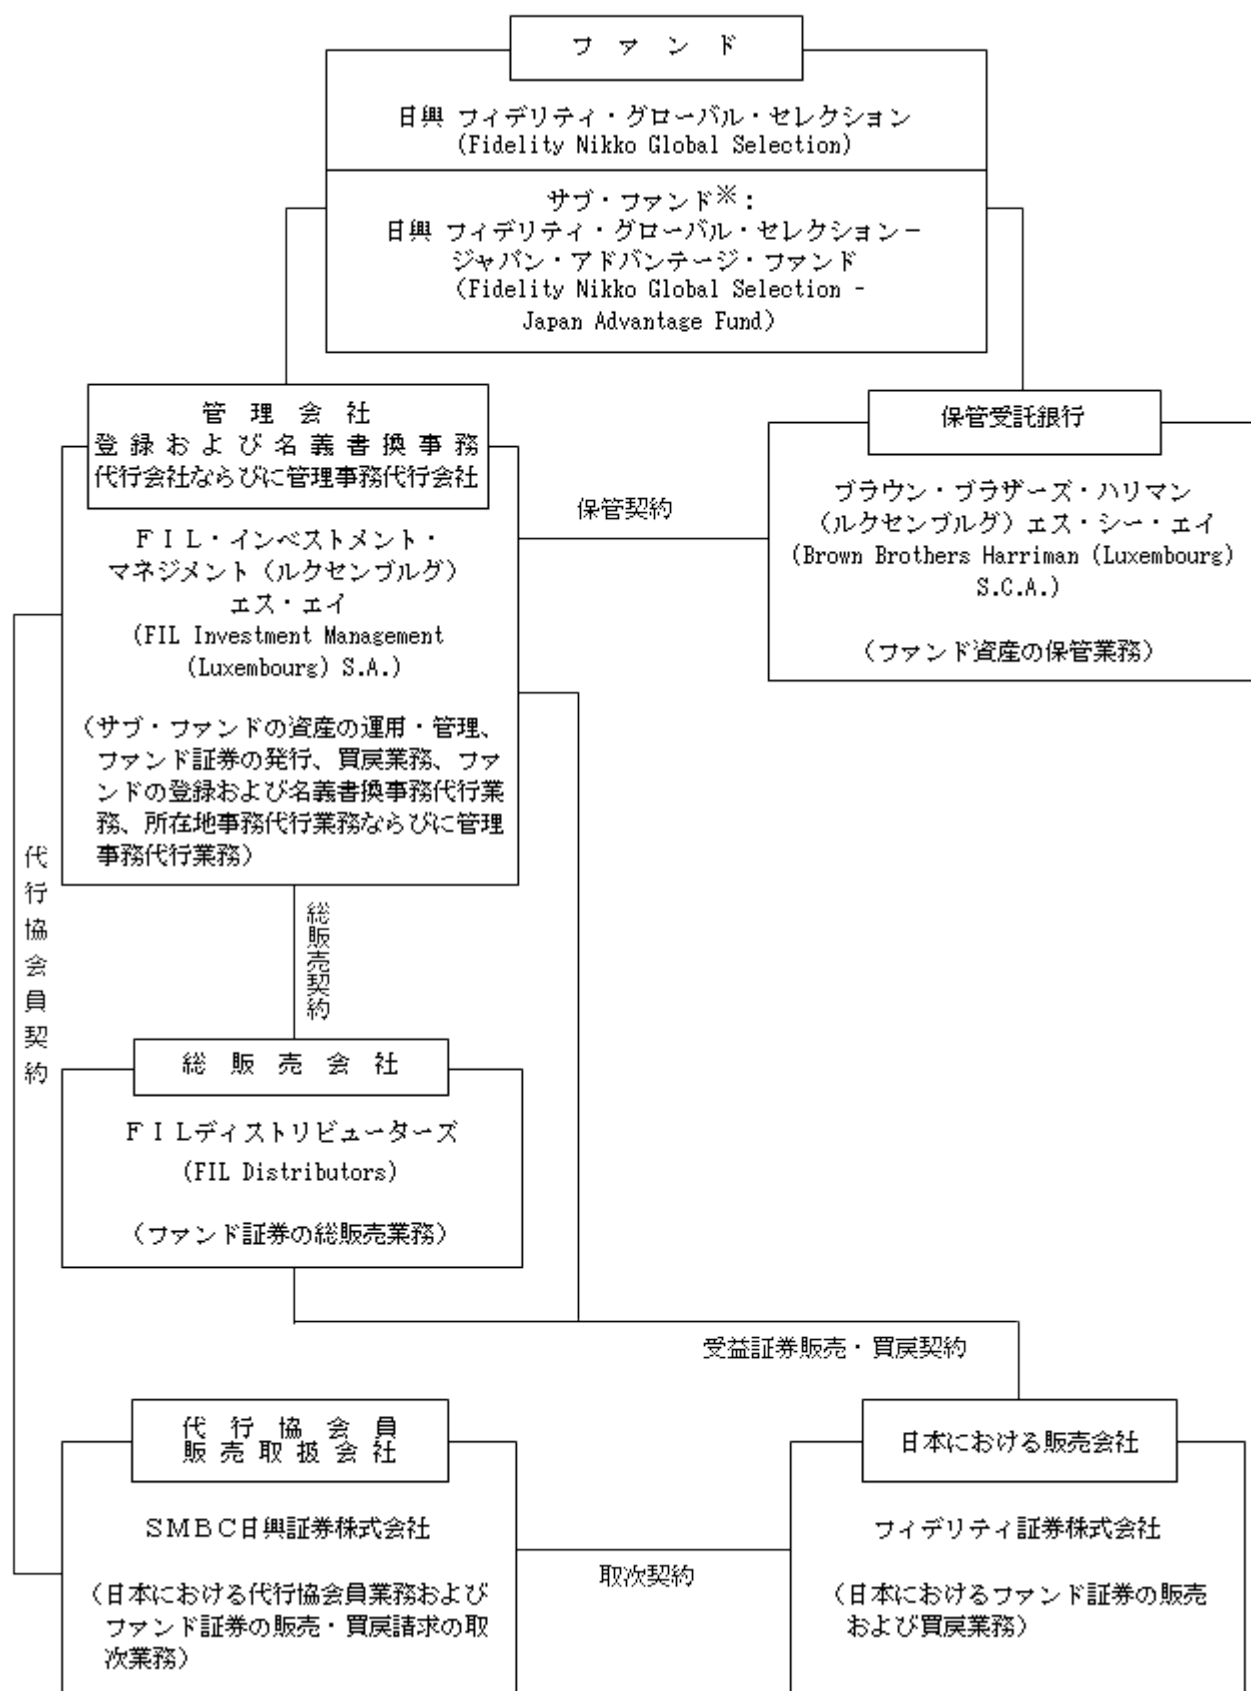 ファンド
日興 フィデリティ・グローバル・セレクション
(Fidelity Nikko Global Selection)
サブ・ファンド※:
日興 フィデリティ・グローバル・セレクション－
ジャパン・アドバンテージ・ファンド
(Fidelity Nikko Global Selection -
Japan Advantage Fund)
管理会社
登録および名義書換事務
代行会社ならびに管理事務代行会社
FIL・インベストメント・
マネジメント（ルクセンブルグ）
エス・エイ
(FIL Investment Management
(Luxembourg) S.A.)
（サブ・ファンドの資産の運用・管理、
ファンド証券の発行、買戻業務、ファ
ンドの登録および名義書換事務代行業
務、所在地事務代行業務ならびに管理
事務代行業務）
保管契約
保管受託銀行
ブラウン・ブラザーズ・ハリマン
（ルクセンブルグ）エス・シー・エイ
(Brown Brothers Harriman (Luxembourg)
S.C.A.)
（ファンド資産の保管業務）
代行協会員契約
総販売契約
総販売会社
FILディストリビューターズ
(FIL Distributors)
（ファンド証券の総販売業務）
受益証券販売・買戻契約
代行協会員
販売取扱会社
SMBC日興証券株式会社
（日本における代行協会員業務および
ファンド証券の販売・買戻請求の取
次業務）
取次契約
日本における販売会社
フィデリティ証券株式会社
（日本におけるファンド証券の販売
および買戻業務）